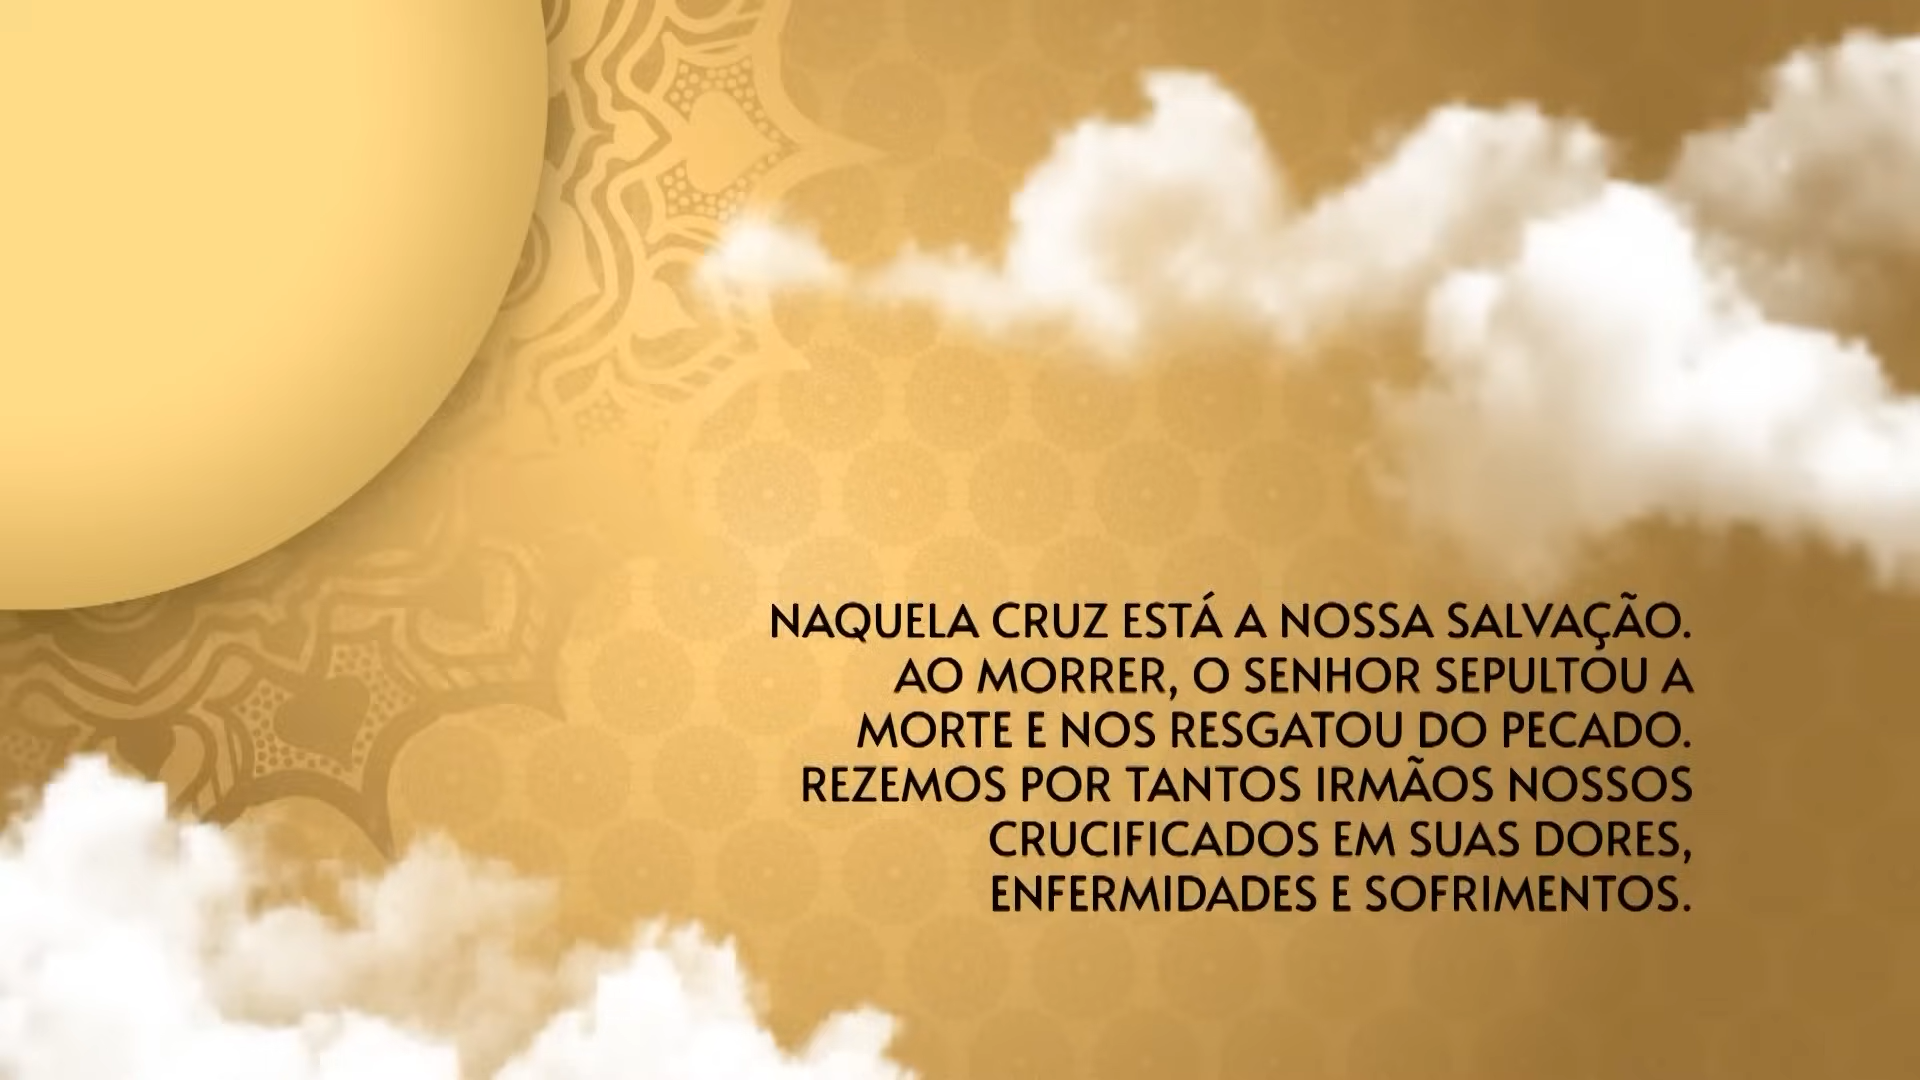 NAQUELA CRUZ ESTÁ A NOSSA SALVAÇÃO.
AO MORRER, O SENHOR SEPULTOU A
MORTE E NOS RESGATOU DO PECADO.
REZEMOS POR TANTOS IRMÃOS NOSSOS
CRUCIFICADOS EM SUAS DORES,
ENFERMIDADES E SOFRIMENTOS.